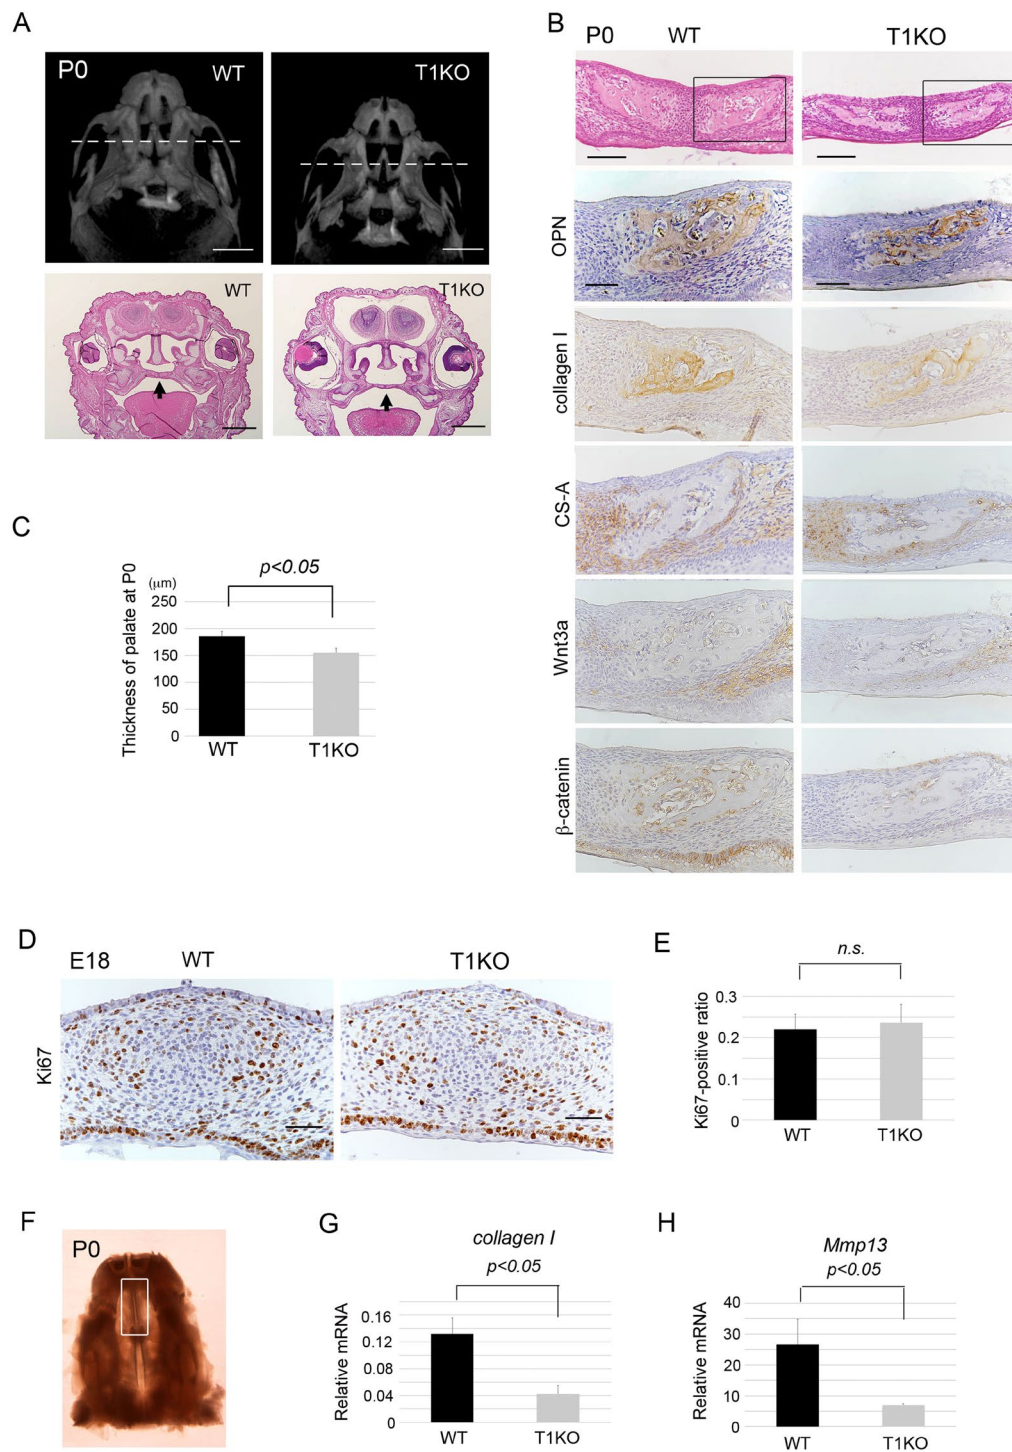 A
P0
WT
T1KO
WT
T1KO
B
P0
WT
T1KO
OPN
collagen I
CS-A
Wnt3a
β-catenin
C
p<0.05
(μm)
Thickness of palate at P0
250
200
150
100
50
0
WT
T1KO
D
E18
WT
T1KO
Ki67
E
n.s.
Ki67-positive ratio
0.3
0.2
0.1
0
WT
T1KO
F
P0
G
collagen I
p<0.05
Relative mRNA
0.16
0.12
0.08
0.04
0
WT
T1KO
H
Mmp13
p<0.05
Relative mRNA
40
30
20
10
0
WT
T1KO